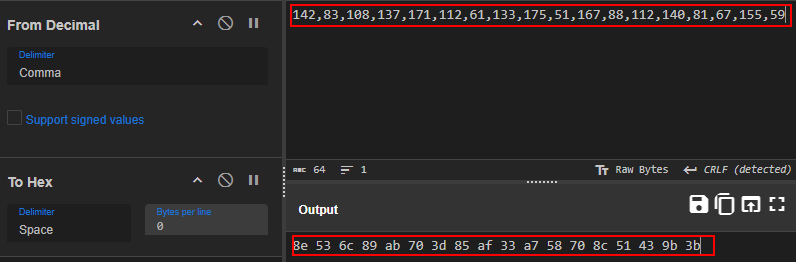 From Decimal
Delimiter
Comma
Support signed values
To Hex
Delimiter
Space
Bytes per line
0
142,83,108,137,171,112,61,133,175,51,167,88,112,140,81,67,155,59
ABC 64
1
Tт Raw Bytes
CRLF (detected)
Output
8e 53 6c 89 ab 70 3d 85 af 33 a7 58 70 8c 51 43 9b 3b